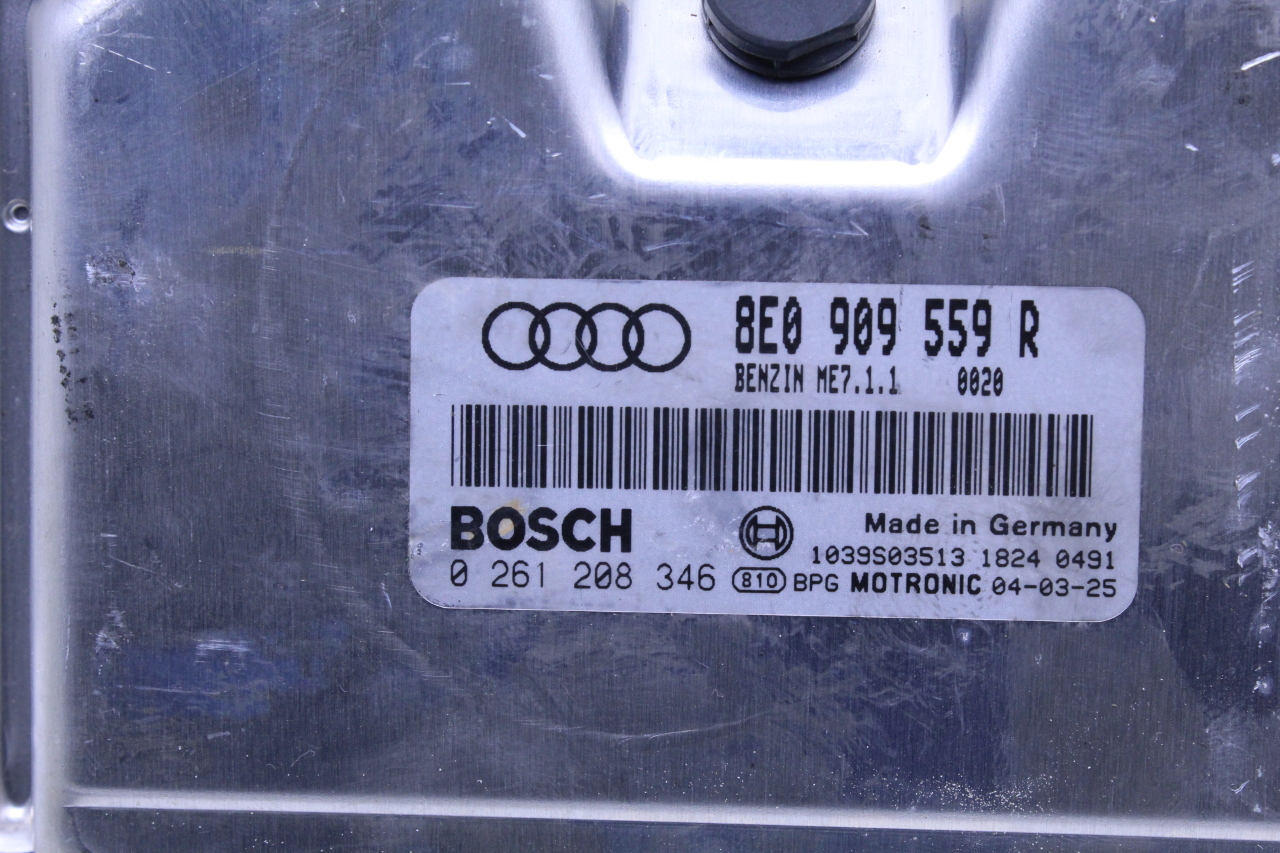 8E0 909 559 R
BENZIN ME7.1.1 0020
BOSCH
Made in Germany
1039S03513 1824 0491
0 261 208 346 810 BPG MOTRONIC 04-03-25